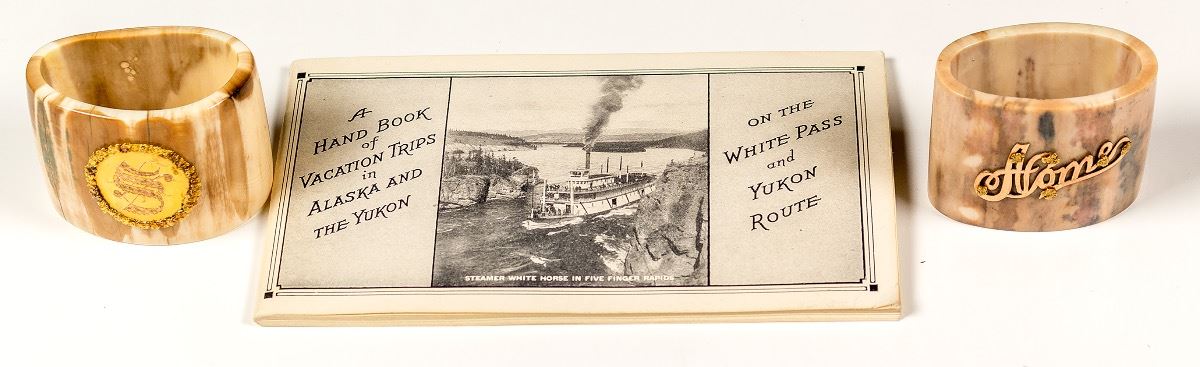 A
HAND BOOK
of
VACATION TRIPS
in
ALASKA AND
THE YUKON
STEAMER WHITE HORSE IN FIVE FINGER RAPIDS
ON THE
WHITE PASS
and
YUKON
ROUTE